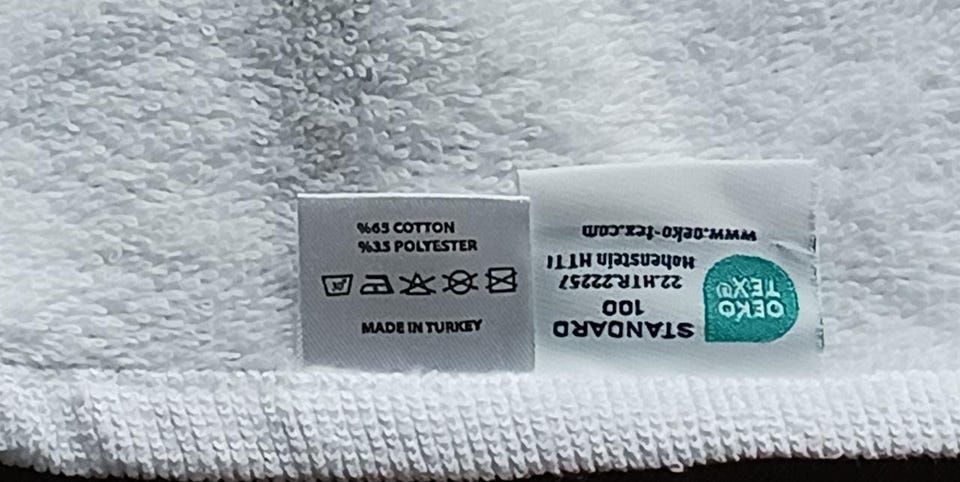 %65 COTTON
%35 POLYESTER
MADE IN TURKEY
OEKO
TEX®
STANDARD
100
22.HTR.22257
Hohenstein HTTI
www.oeko-tex.com